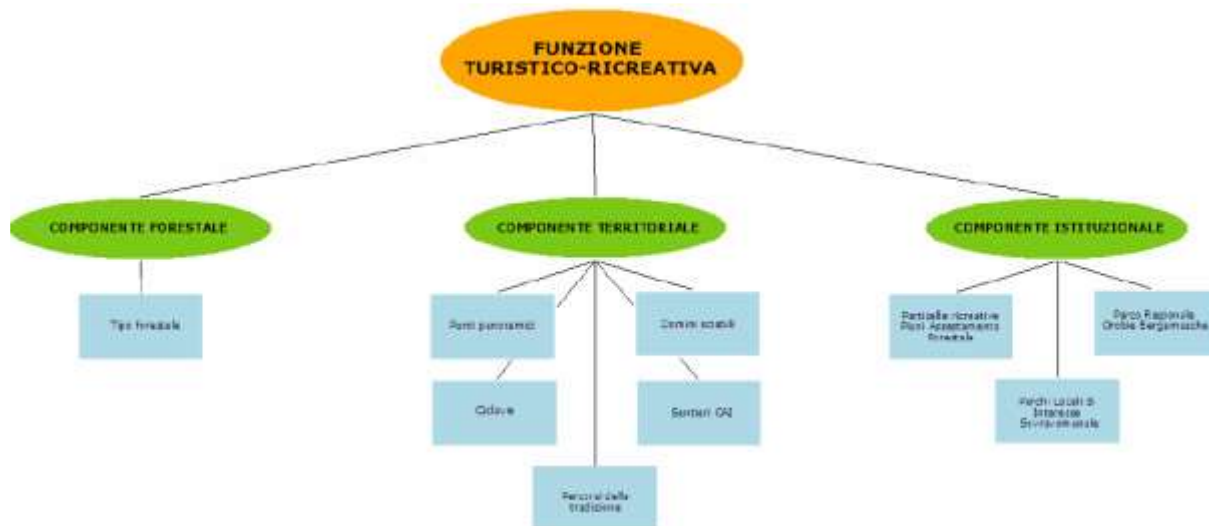 FUNZIONE
TURISTICO-RICREATIVA
COMPONENTE FORESTALE
COMPONENTE TERRITORIALE
COMPONENTE ISTITUZIONALE
Tipo forestale
Punti panoramici
Domini sciabili
Ciclovie
Sentieri CAI
Percorsi della
tradizione
Particelle ricreative
Piani Assestamento
Forestale
Parco Regionale
Orobie Bergamasche
Parchi Locali di
Interesse
Sovracomunale